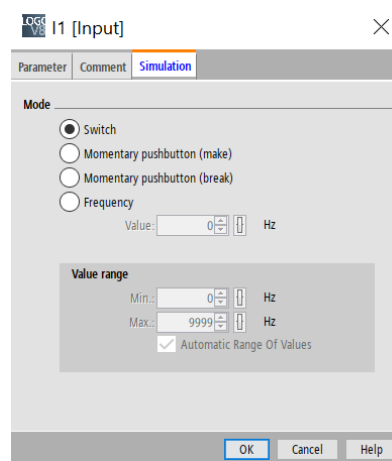 LOGO! V8 I1 [Input]
Parameter Comment Simulation
Mode
Switch
Momentary pushbutton (make)
Momentary pushbutton (break)
Frequency
Value: 0 Hz
Value range
Min.: 0 Hz
Max.: 9999 Hz
Automatic Range Of Values
OK Cancel Help